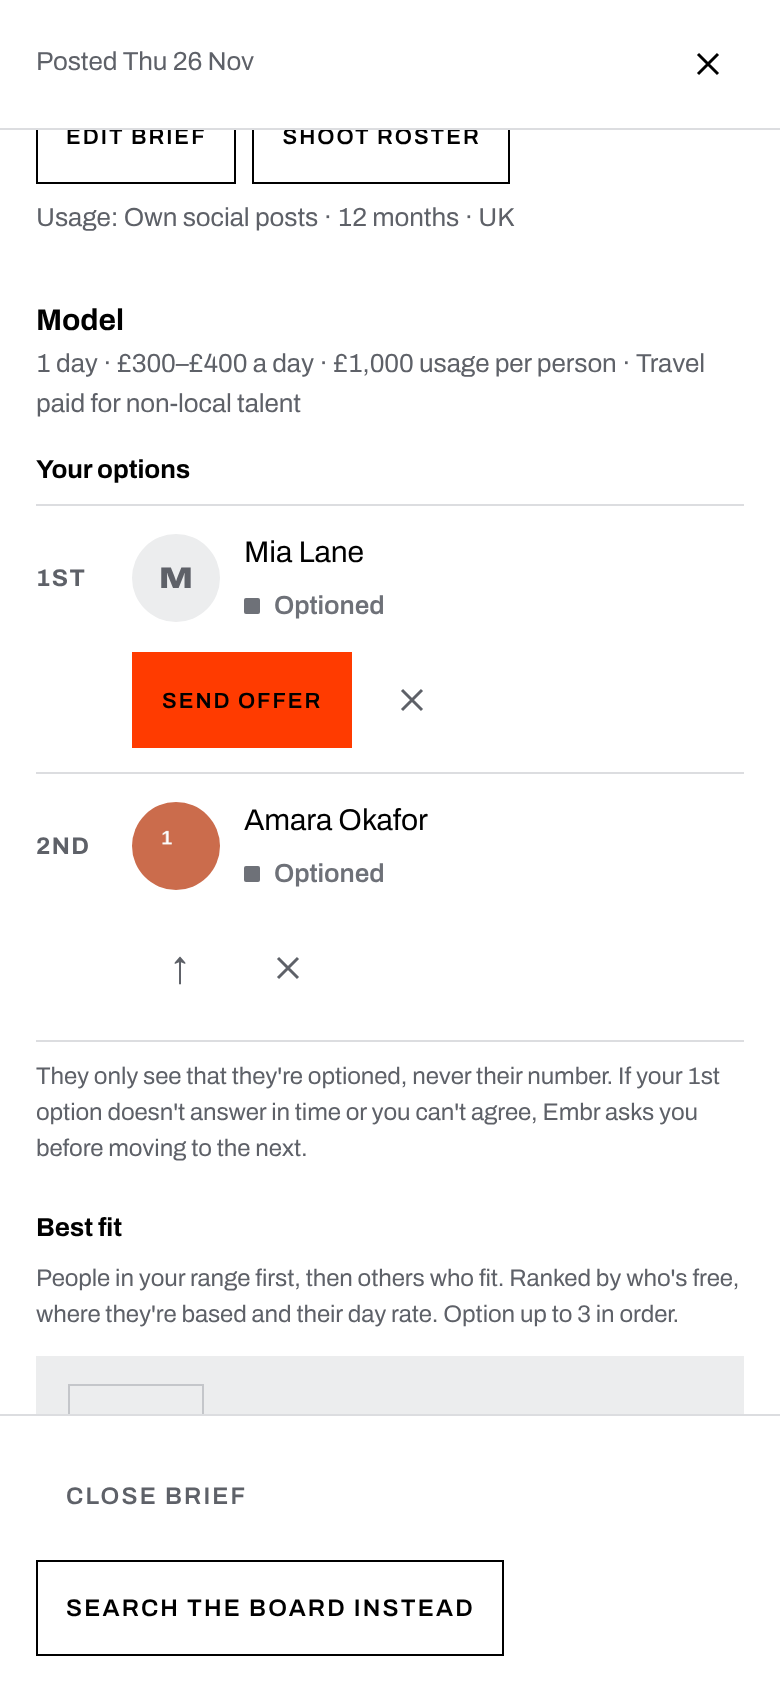 Posted Thu 26 Nov
EDIT BRIEF
SHOOT ROSTER
Usage: Own social posts · 12 months · UK
Model
1 day · £300–£400 a day · £1,000 usage per person · Travel
paid for non-local talent
Your options
1ST
M
Mia Lane
Optioned
SEND OFFER
2ND
1
Amara Okafor
Optioned
They only see that they're optioned, never their number. If your 1st
option doesn't answer in time or you can't agree, Embr asks you
before moving to the next.
Best fit
People in your range first, then others who fit. Ranked by who's free,
where they're based and their day rate. Option up to 3 in order.
CLOSE BRIEF
SEARCH THE BOARD INSTEAD